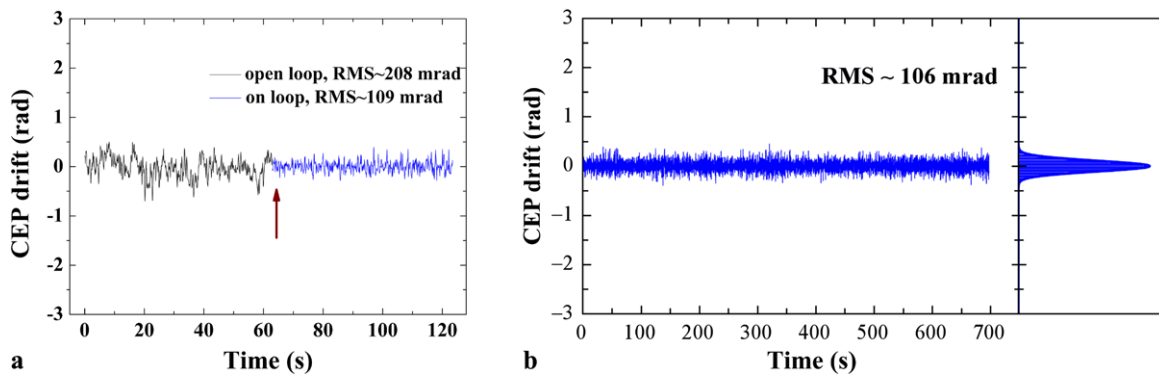 3
2
1
0
-1
-2
-3
CEP drift (rad)
open loop, RMS~208 mrad
on loop, RMS~109 mrad
0 20 40 60 80 100 120
Time (s)
a
3
2
1
0
−1
−2
−3
CEP drift (rad)
RMS ~ 106 mrad
0 100 200 300 400 500 600 700
Time (s)
b